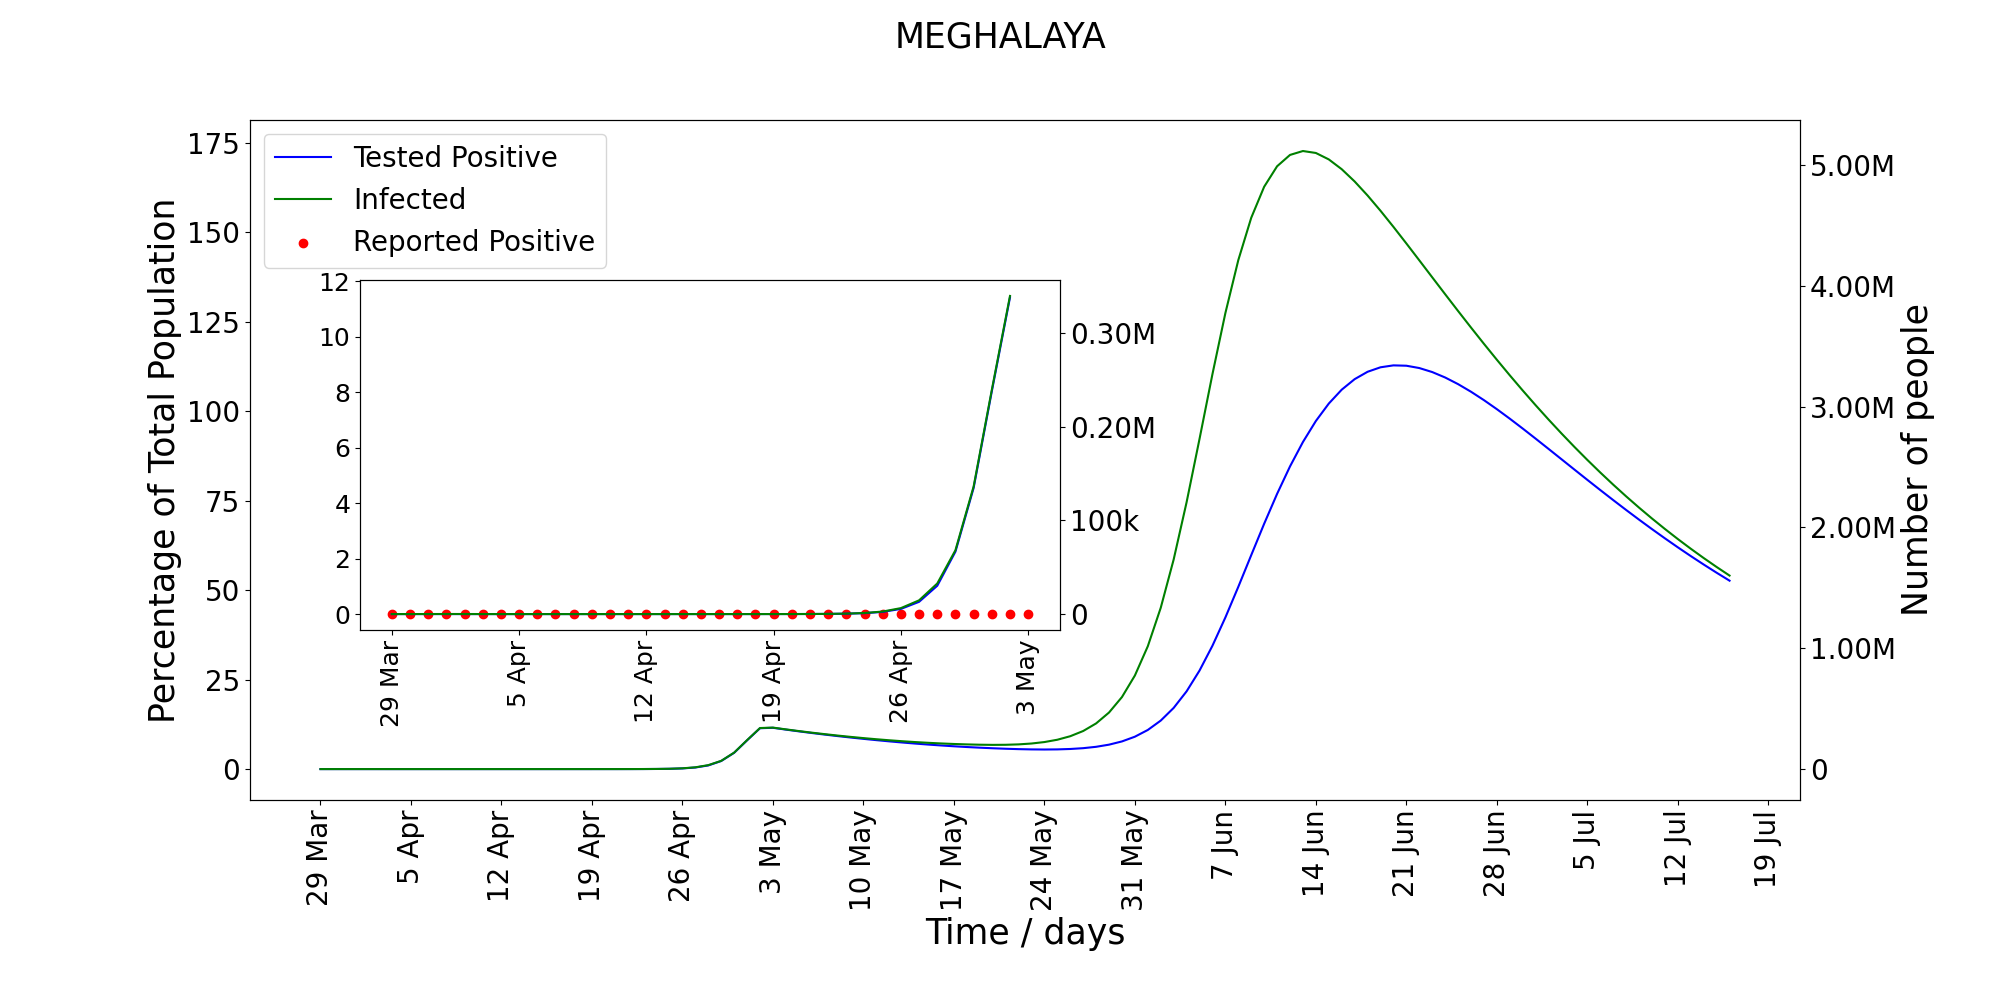 MEGHALAYA
Tested Positive
Infected
Reported Positive
Percentage of Total Population
175
150
125
100
75
50
25
0
5.00M
4.00M
3.00M
2.00M
1.00M
0
Number of people
12
10
8
6
4
2
0
0.30M
0.20M
100k
0
29 Mar
5 Apr
12 Apr
19 Apr
26 Apr
3 May
29 Mar
5 Apr
12 Apr
19 Apr
26 Apr
3 May
10 May
17 May
24 May
31 May
7 Jun
14 Jun
21 Jun
28 Jun
5 Jul
12 Jul
19 Jul
Time / days